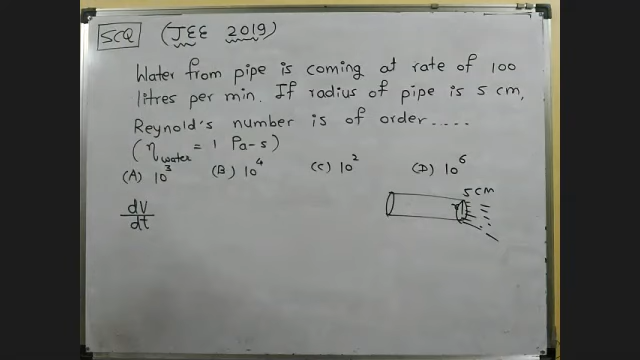 SCQ (JEE 2019)
Water from pipe is coming at rate of 100
litres per min. If radius of pipe is 5 cm,
Reynold's number is of order.....
(η water = 1 Pa-s)
(A) 10³ (B) 10⁴ (C) 10² (D) 10⁶
5 CM
dV
dt